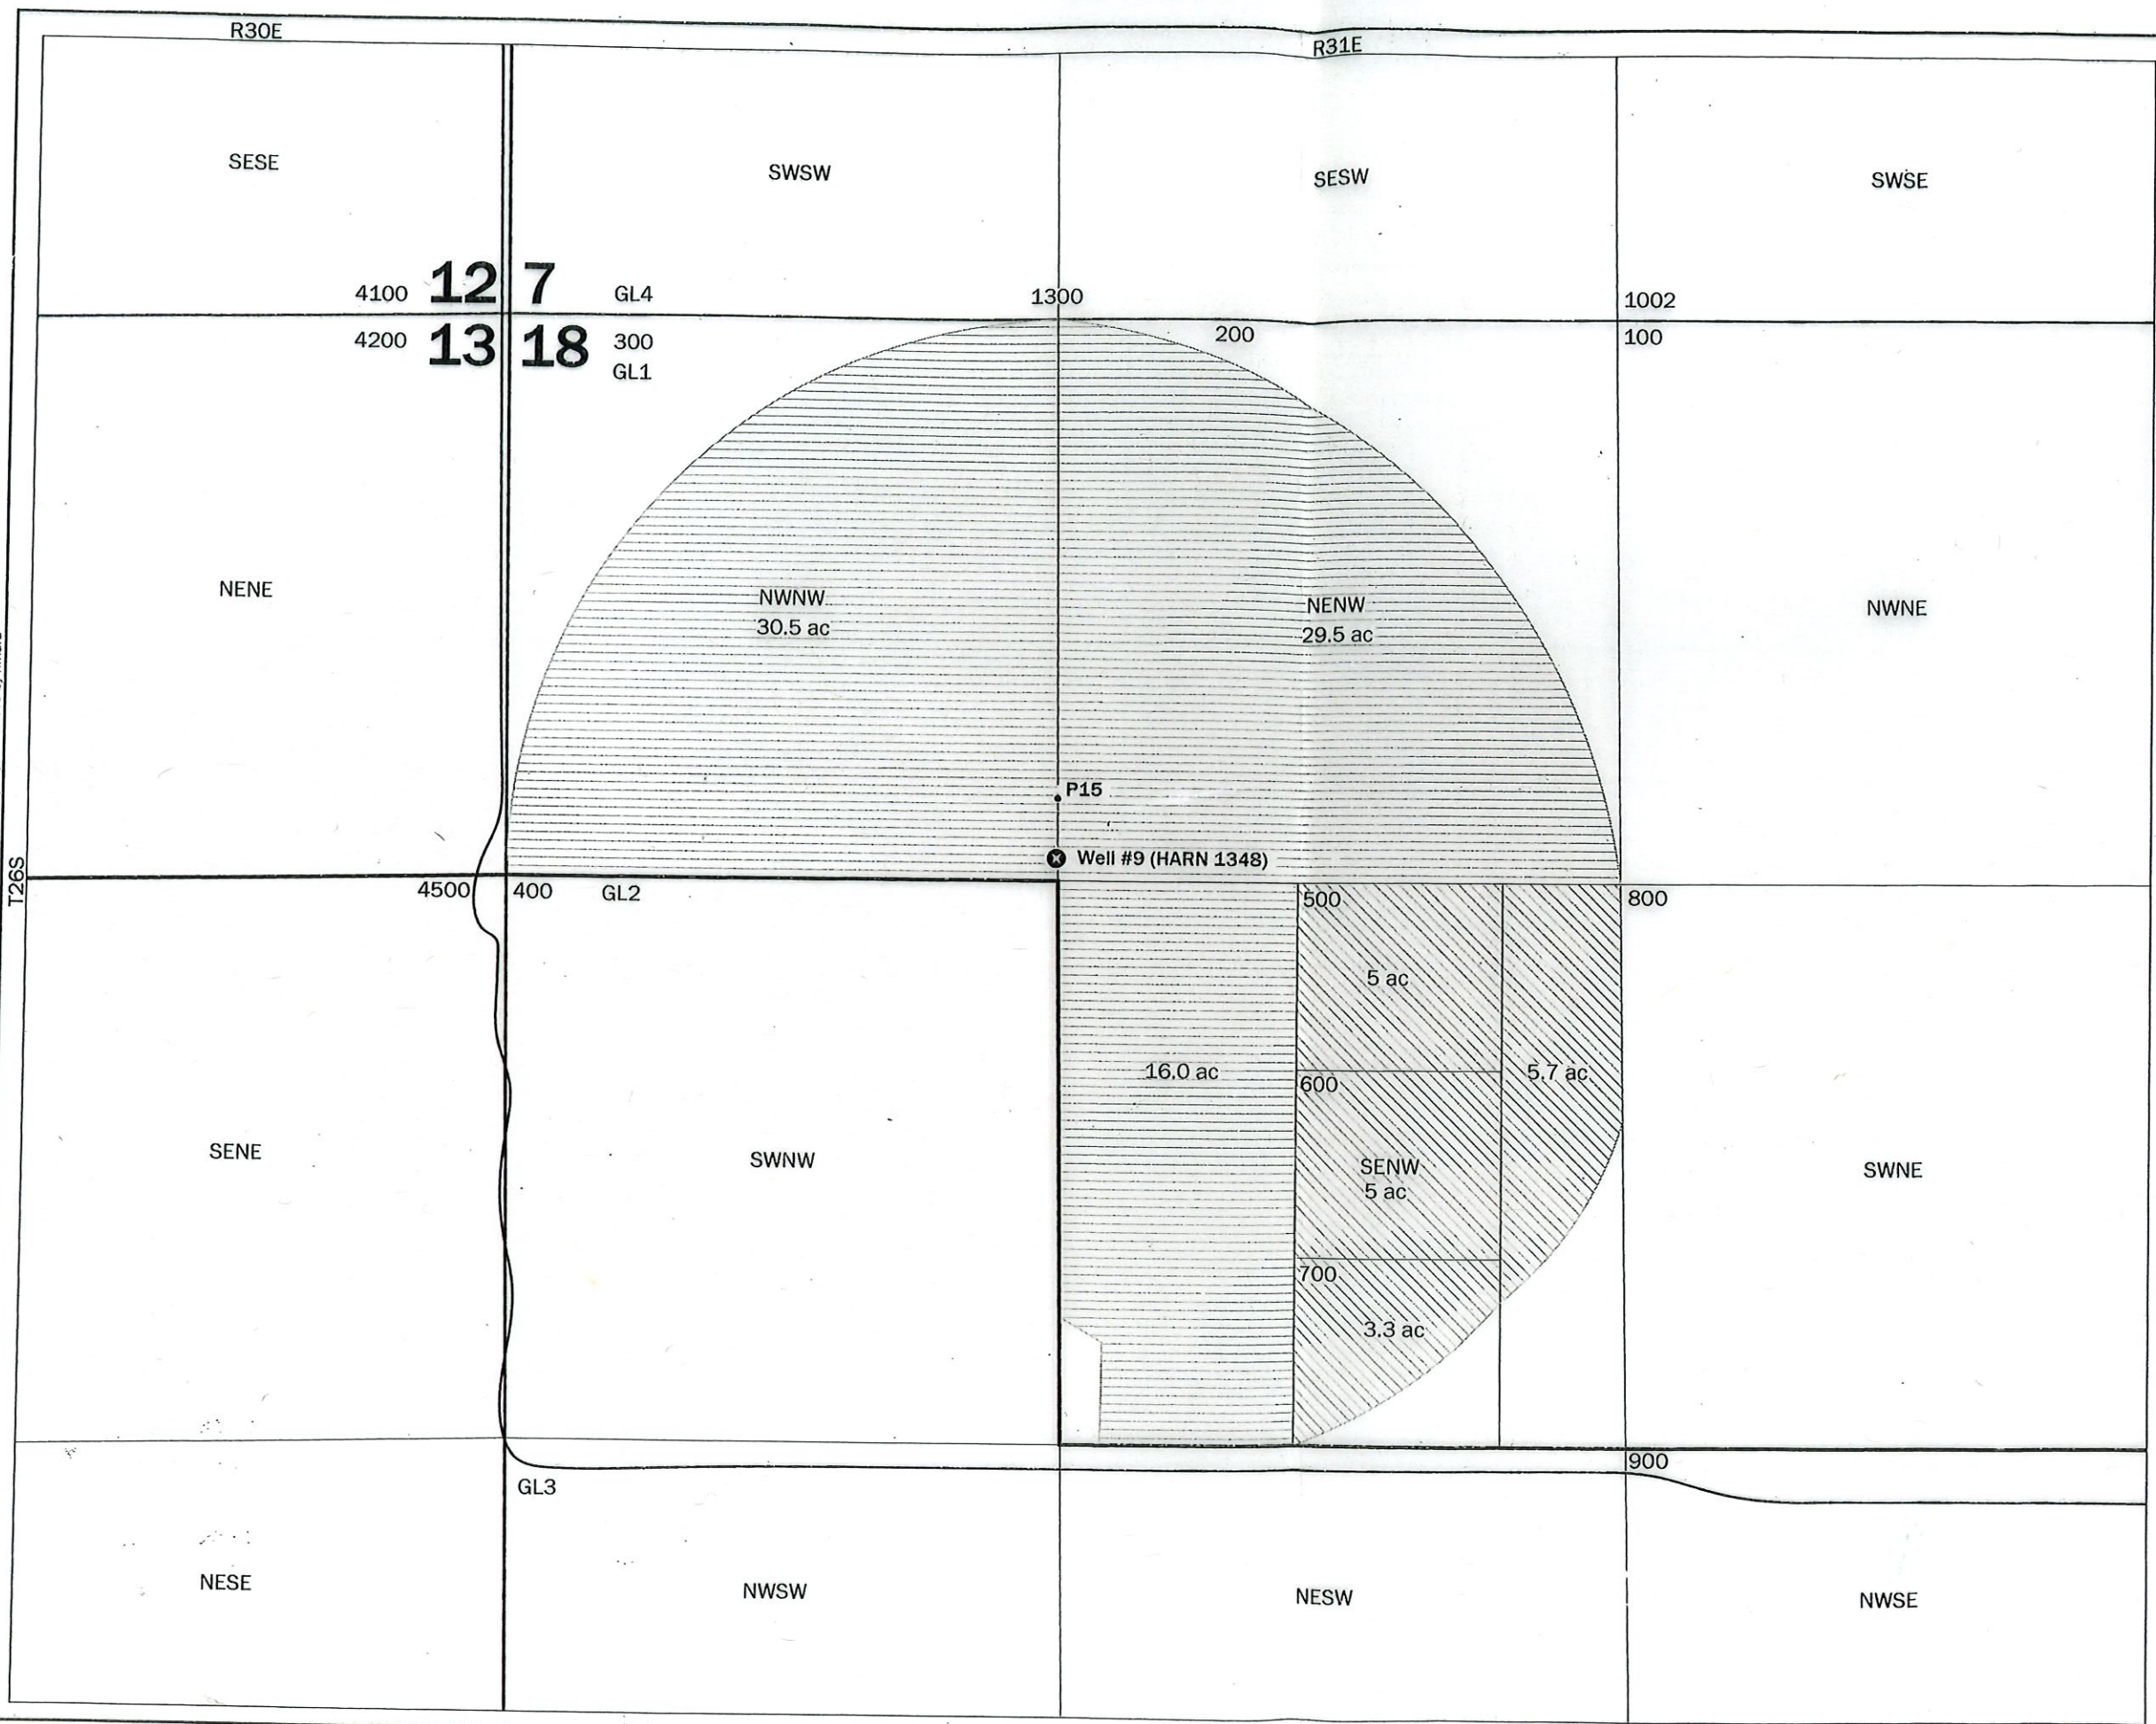 R30E
R31E
SESE
SWSW
SESW
SWSE
4100
12
7
GL4
1300
1002
4200
13
18
300
GL1
200
100
NENE
NWNW
30.5 ac
NENW
29.5 ac
NWNE
P15
Well #9 (HARN 1348)
T26S
4500
400
GL2
500
800
5 ac
16.0 ac
600
5.7 ac
SENE
SWNW
SENW
5 ac
SWNE
700
3.3 ac
900
GL3
NESE
NWSW
NESW
NWSE